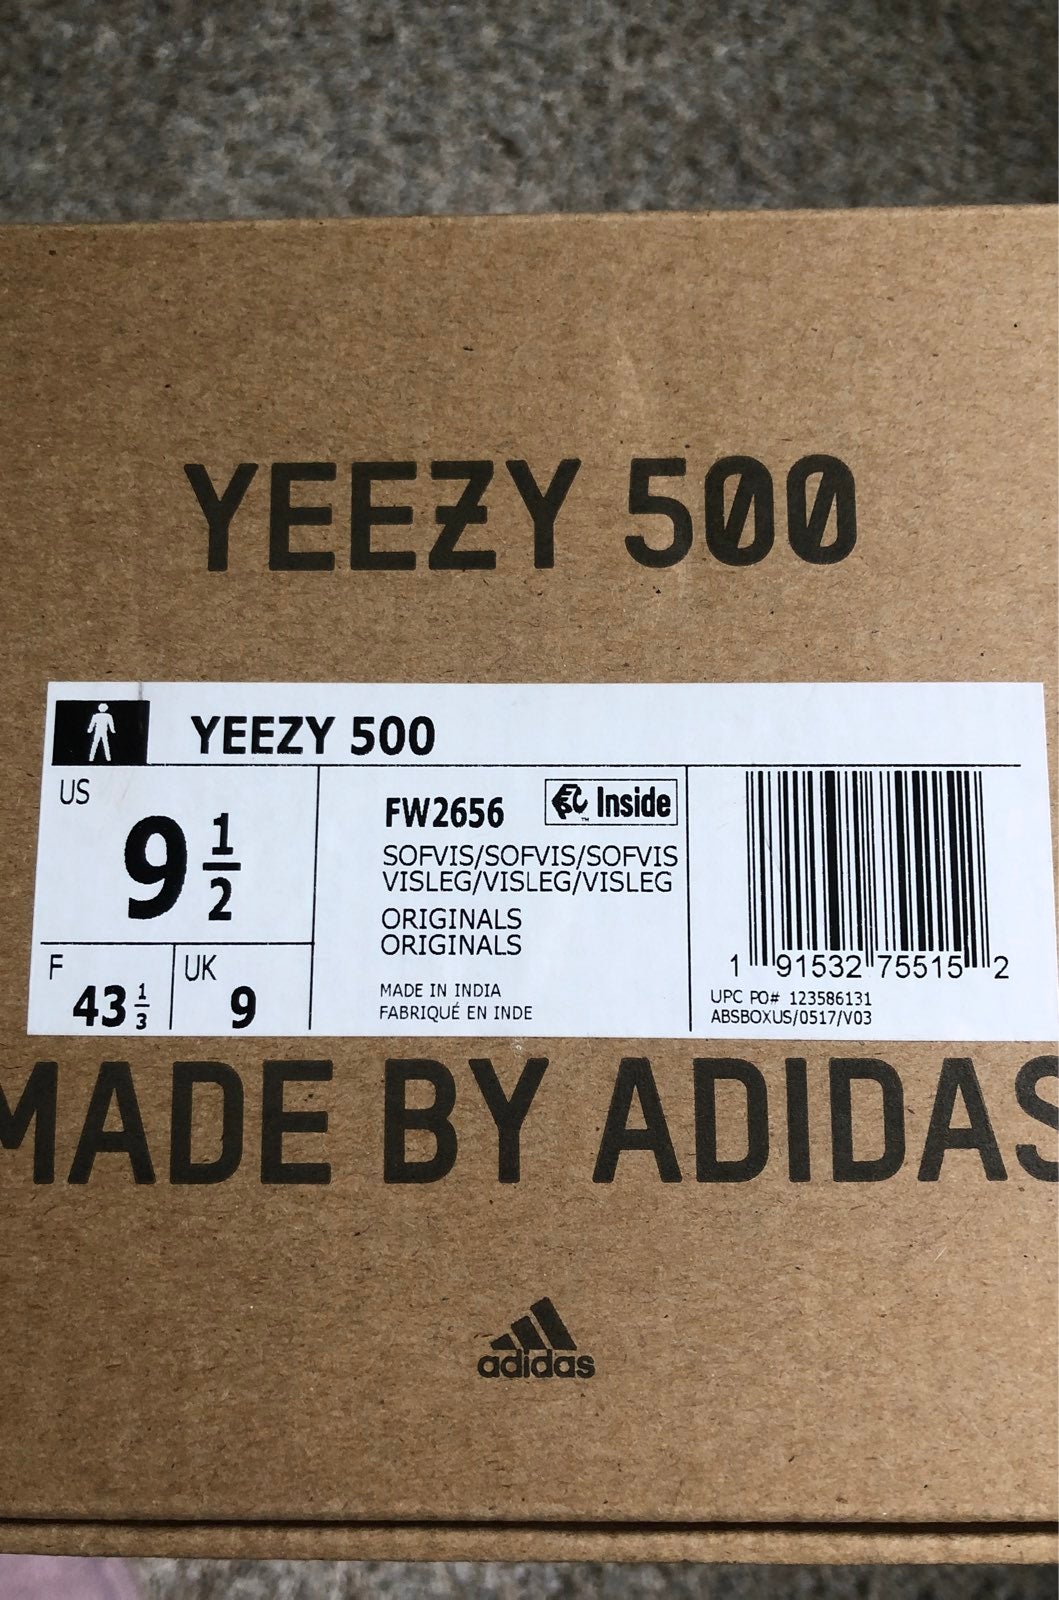 YEEZY 500
YEEZY 500
US
9 1/2
F
43 1/3
UK
9
FW2656
Inside
™
SOFVIS/SOFVIS/SOFVIS
VISLEG/VISLEG/VISLEG
ORIGINALS
ORIGINALS
MADE IN INDIA
FABRIQUÉ EN INDE
1 91532 75515 2
UPC PO# 123586131
ABSBOXUS/0517/V03
MADE BY ADIDAS
adidas